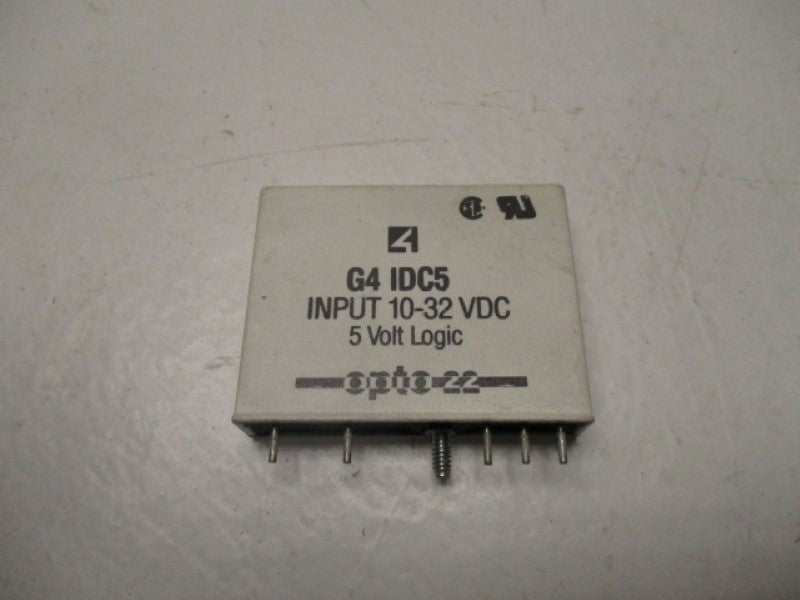 G4 IDC5
INPUT 10-32 VDC
5 Volt Logic
opto 22